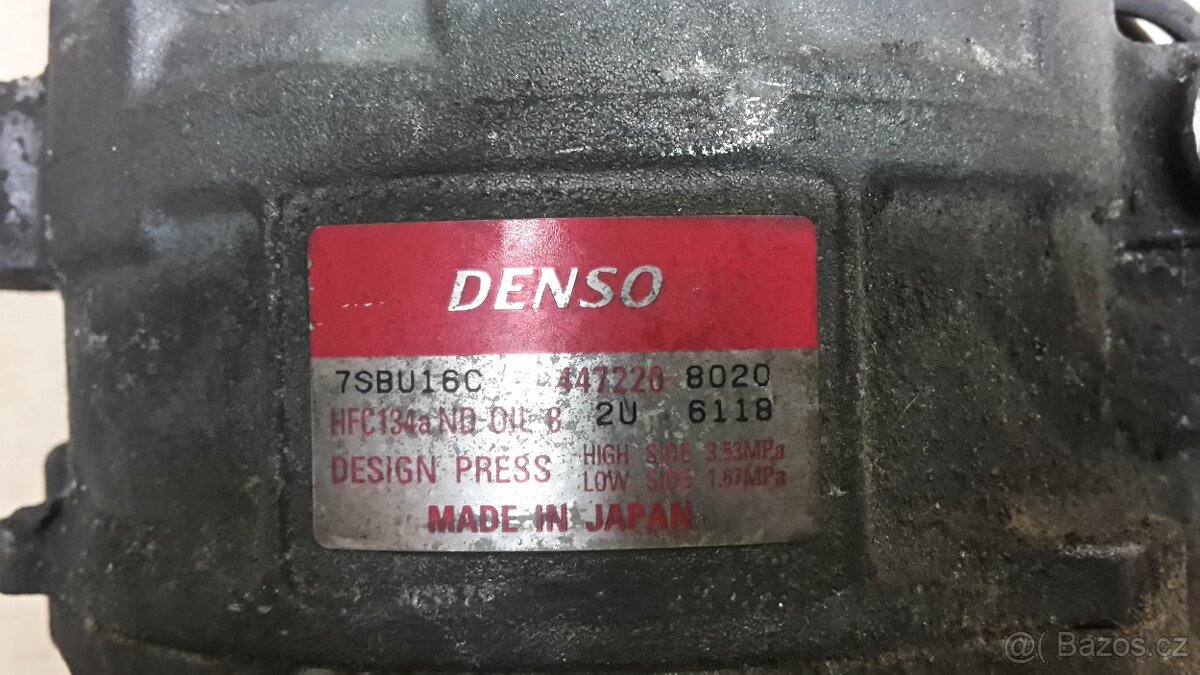 DENSO
7SBU16C 447220-8020
HFC134a ND-OIL 8 2U 6118
DESIGN PRESS HIGH SIDE 3.53MPa
LOW SIDE 1.67MPa
MADE IN JAPAN
@( Bazoš.cz